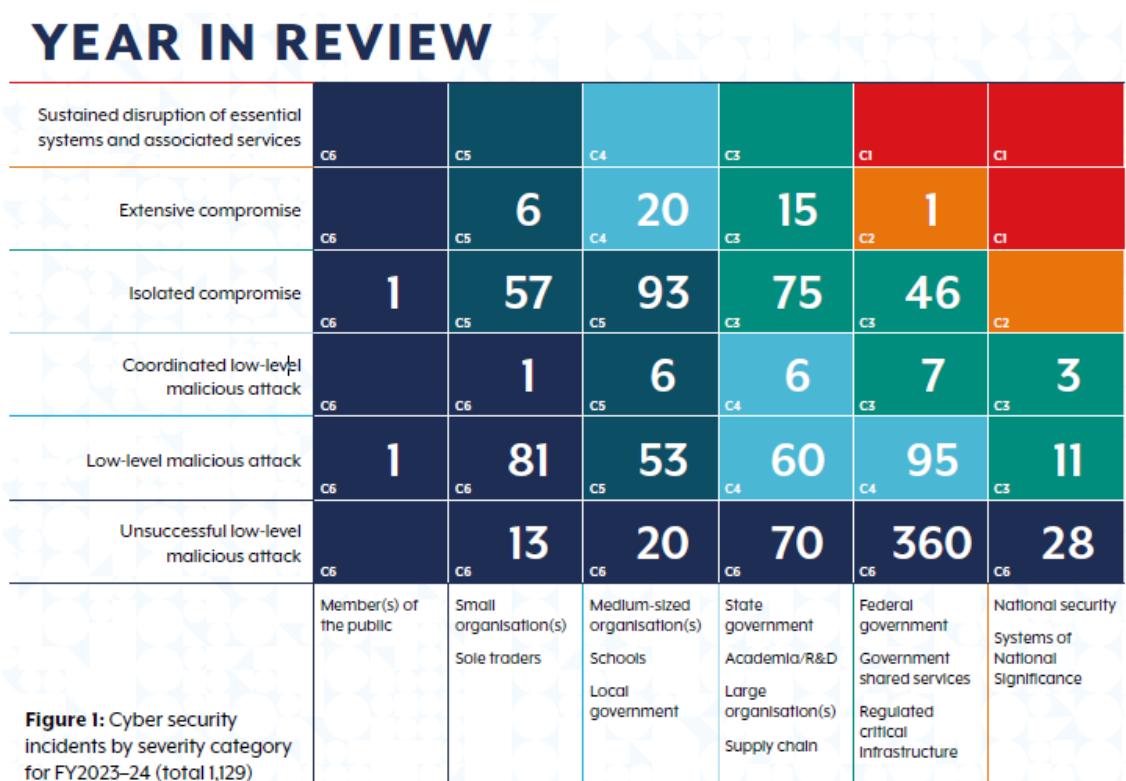 YEAR IN REVIEW
Sustained disruption of essential
systems and associated services
C6
C5
C4
C3
C1
C1
Extensive compromise
C6
6
C5
20
C4
15
C3
1
C2
C1
Isolated compromise
1
C6
57
C5
93
C5
75
C3
46
C3
C2
Coordinated low-level
malicious attack
C6
1
C6
6
C5
6
C4
7
C3
3
C3
Low-level malicious attack
1
C6
81
C6
53
C5
60
C4
95
C4
11
C3
Unsuccessful low-level
malicious attack
C6
13
C6
20
C6
70
C6
360
C6
28
C6
Member(s) of
the public
Small
organisation(s)
Sole traders
Medium-sized
organisation(s)
Schools
Local
government
State
government
Academia/R&D
Large
organisation(s)
Supply chain
Federal
government
Government
shared services
Regulated
critical
infrastructure
National security
Systems of
National
Significance
Figure 1: Cyber security
incidents by severity category
for FY2023–24 (total 1,129)